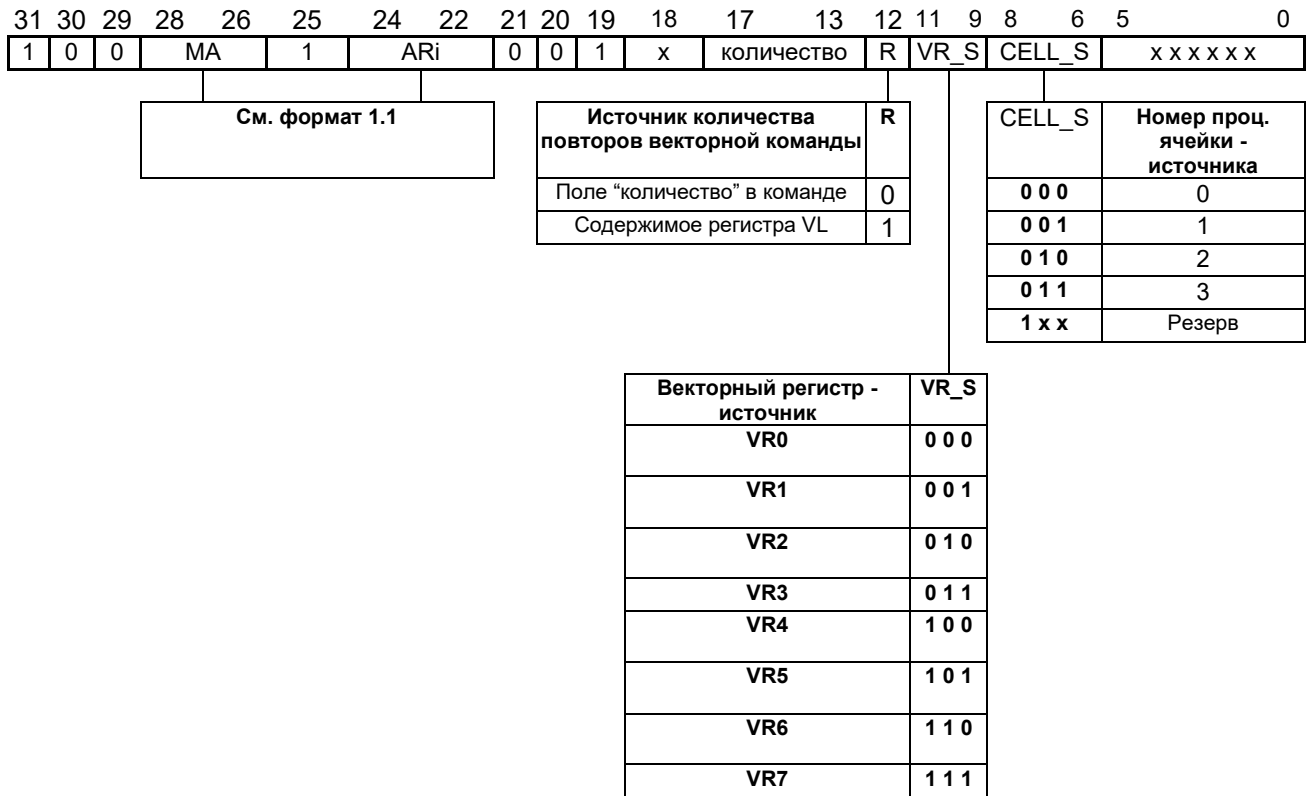 31 30 29 28 26 25 24 22 21 20 19 18 17 13 12 11 9 8 6 5 0
1 0 0 MA 1 ARi 0 0 1 x количество R VR_S CELL_S x x x x x x
См. формат 1.1
Источник количества R
повторов векторной команды
Поле “количество” в команде 0
Содержимое регистра VL 1
CELL_S Номер проц.
ячейки -
источника
0 0 0 0
0 0 1 1
0 1 0 2
0 1 1 3
1 x x Резерв
Векторный регистр - VR_S
источник
VR0 0 0 0
VR1 0 0 1
VR2 0 1 0
VR3 0 1 1
VR4 1 0 0
VR5 1 0 1
VR6 1 1 0
VR7 1 1 1